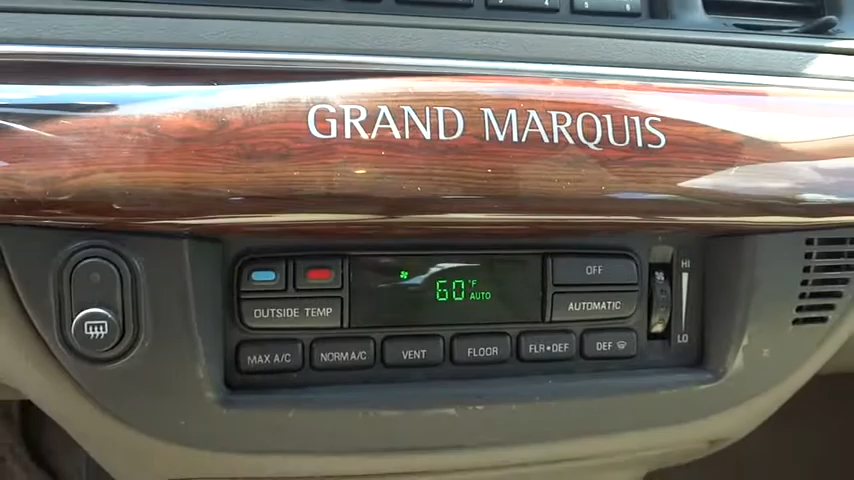 GRAND MARQUIS
OFF HI
60 °F
OUTSIDE TEMP AUTO AUTOMATIC
MAX A/C NORM A/C VENT FLOOR FLR•DEF DEF LO